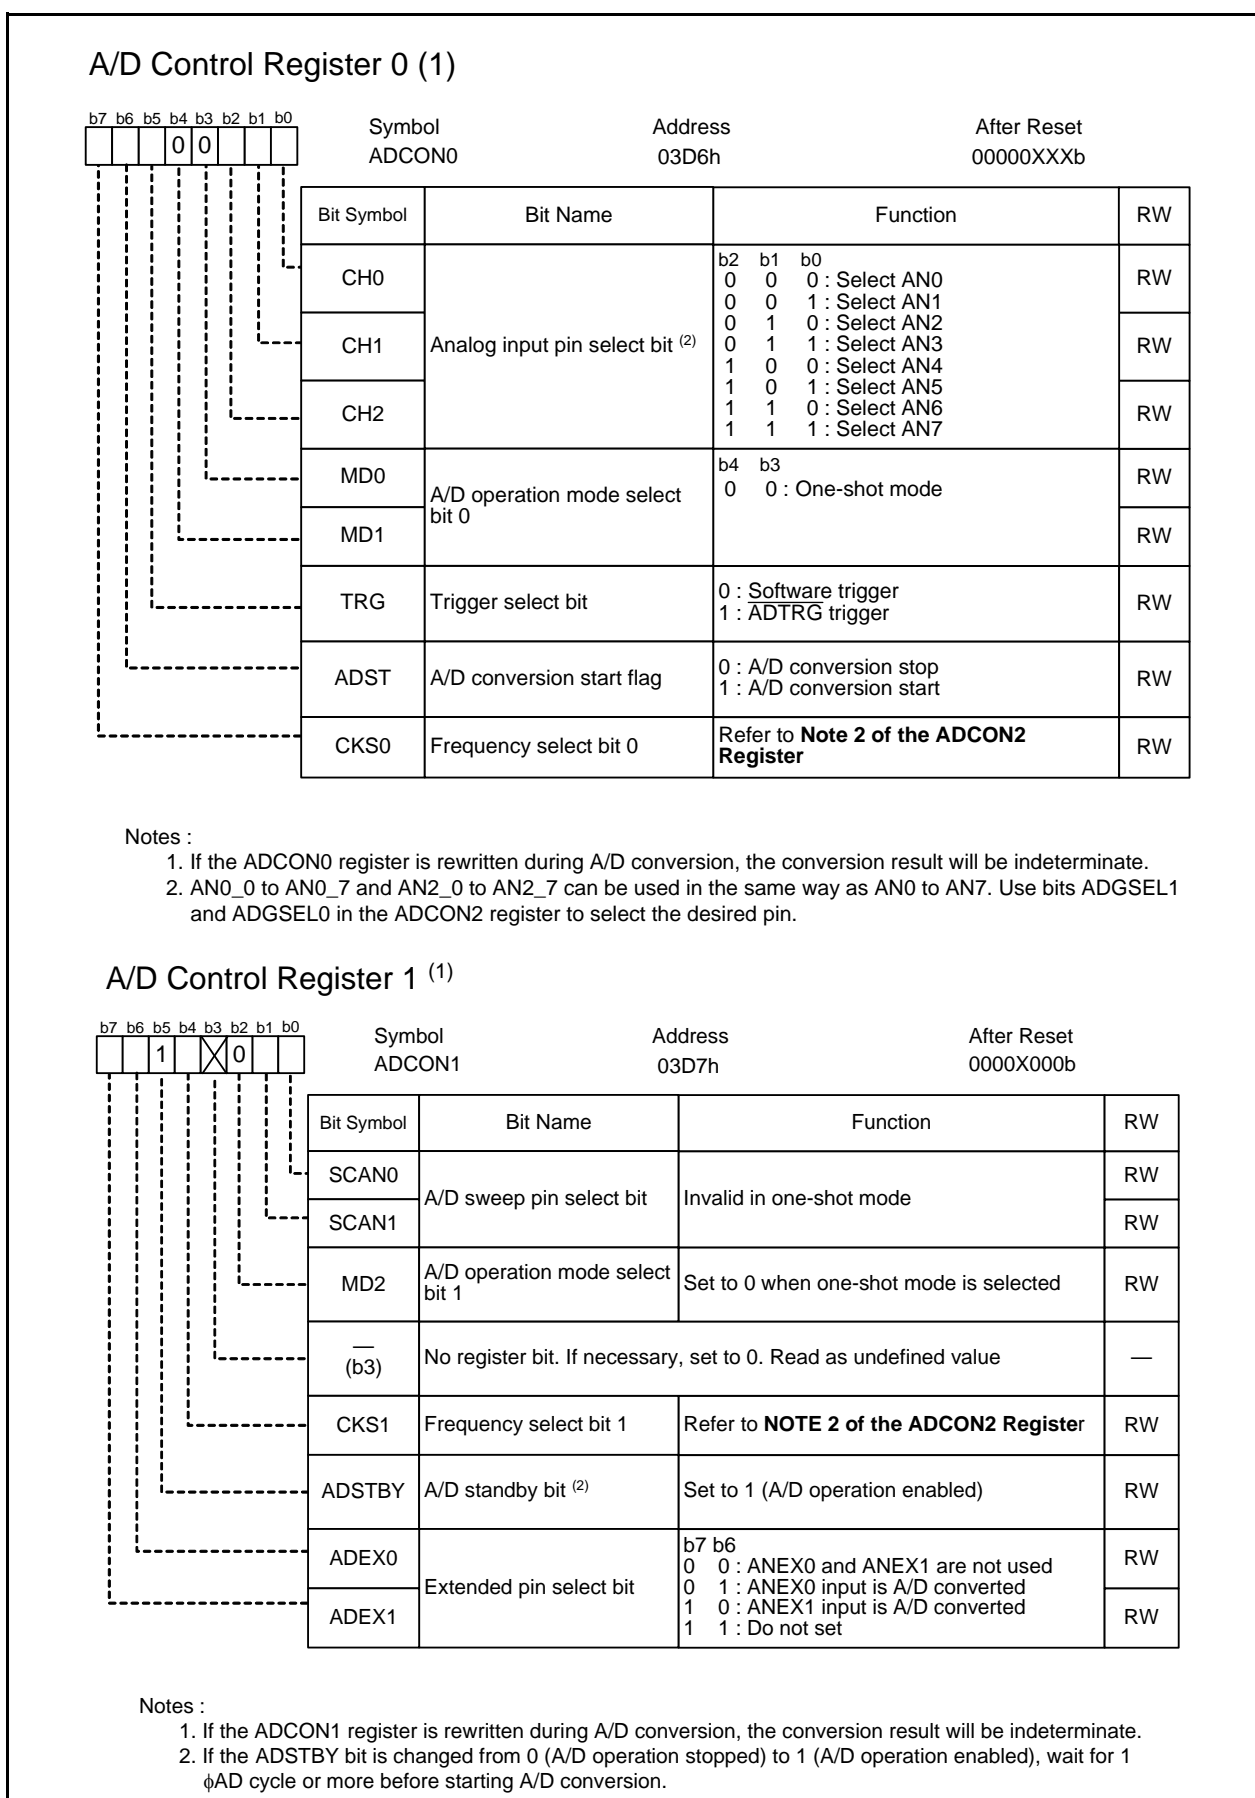 A/D Control Register 0 (1)
b7 b6 b5 b4 b3 b2 b1 b0
0 0
Symbol Address After Reset
ADCON0 03D6h 00000XXXb
Bit Symbol Bit Name Function RW
CH0 RW
CH1 Analog input pin select bit (2) RW
CH2 RW
b2 b1 b0
0 0 0 : Select AN0
0 0 1 : Select AN1
0 1 0 : Select AN2
0 1 1 : Select AN3
1 0 0 : Select AN4
1 0 1 : Select AN5
1 1 0 : Select AN6
1 1 1 : Select AN7
MD0 RW
MD1 RW
A/D operation mode select
bit 0
b4 b3
0 0 : One-shot mode
TRG Trigger select bit RW
0 : Software trigger
1 : ADTRG trigger
ADST A/D conversion start flag RW
0 : A/D conversion stop
1 : A/D conversion start
CKS0 Frequency select bit 0 RW
Refer to Note 2 of the ADCON2
Register
Notes :
1. If the ADCON0 register is rewritten during A/D conversion, the conversion result will be indeterminate.
2. AN0_0 to AN0_7 and AN2_0 to AN2_7 can be used in the same way as AN0 to AN7. Use bits ADGSEL1
and ADGSEL0 in the ADCON2 register to select the desired pin.
A/D Control Register 1 (1)
b7 b6 b5 b4 b3 b2 b1 b0
1 0
Symbol Address After Reset
ADCON1 03D7h 0000X000b
Bit Symbol Bit Name Function RW
SCAN0 RW
A/D sweep pin select bit Invalid in one-shot mode
SCAN1 RW
MD2 RW
A/D operation mode select
bit 1
Set to 0 when one-shot mode is selected
—
(b3)
No register bit. If necessary, set to 0. Read as undefined value —
CKS1 Frequency select bit 1 Refer to NOTE 2 of the ADCON2 Register RW
ADSTBY A/D standby bit (2) Set to 1 (A/D operation enabled) RW
ADEX0 RW
Extended pin select bit
ADEX1 RW
b7 b6
0 0 : ANEX0 and ANEX1 are not used
0 1 : ANEX0 input is A/D converted
1 0 : ANEX1 input is A/D converted
1 1 : Do not set
Notes :
1. If the ADCON1 register is rewritten during A/D conversion, the conversion result will be indeterminate.
2. If the ADSTBY bit is changed from 0 (A/D operation stopped) to 1 (A/D operation enabled), wait for 1
ϕAD cycle or more before starting A/D conversion.